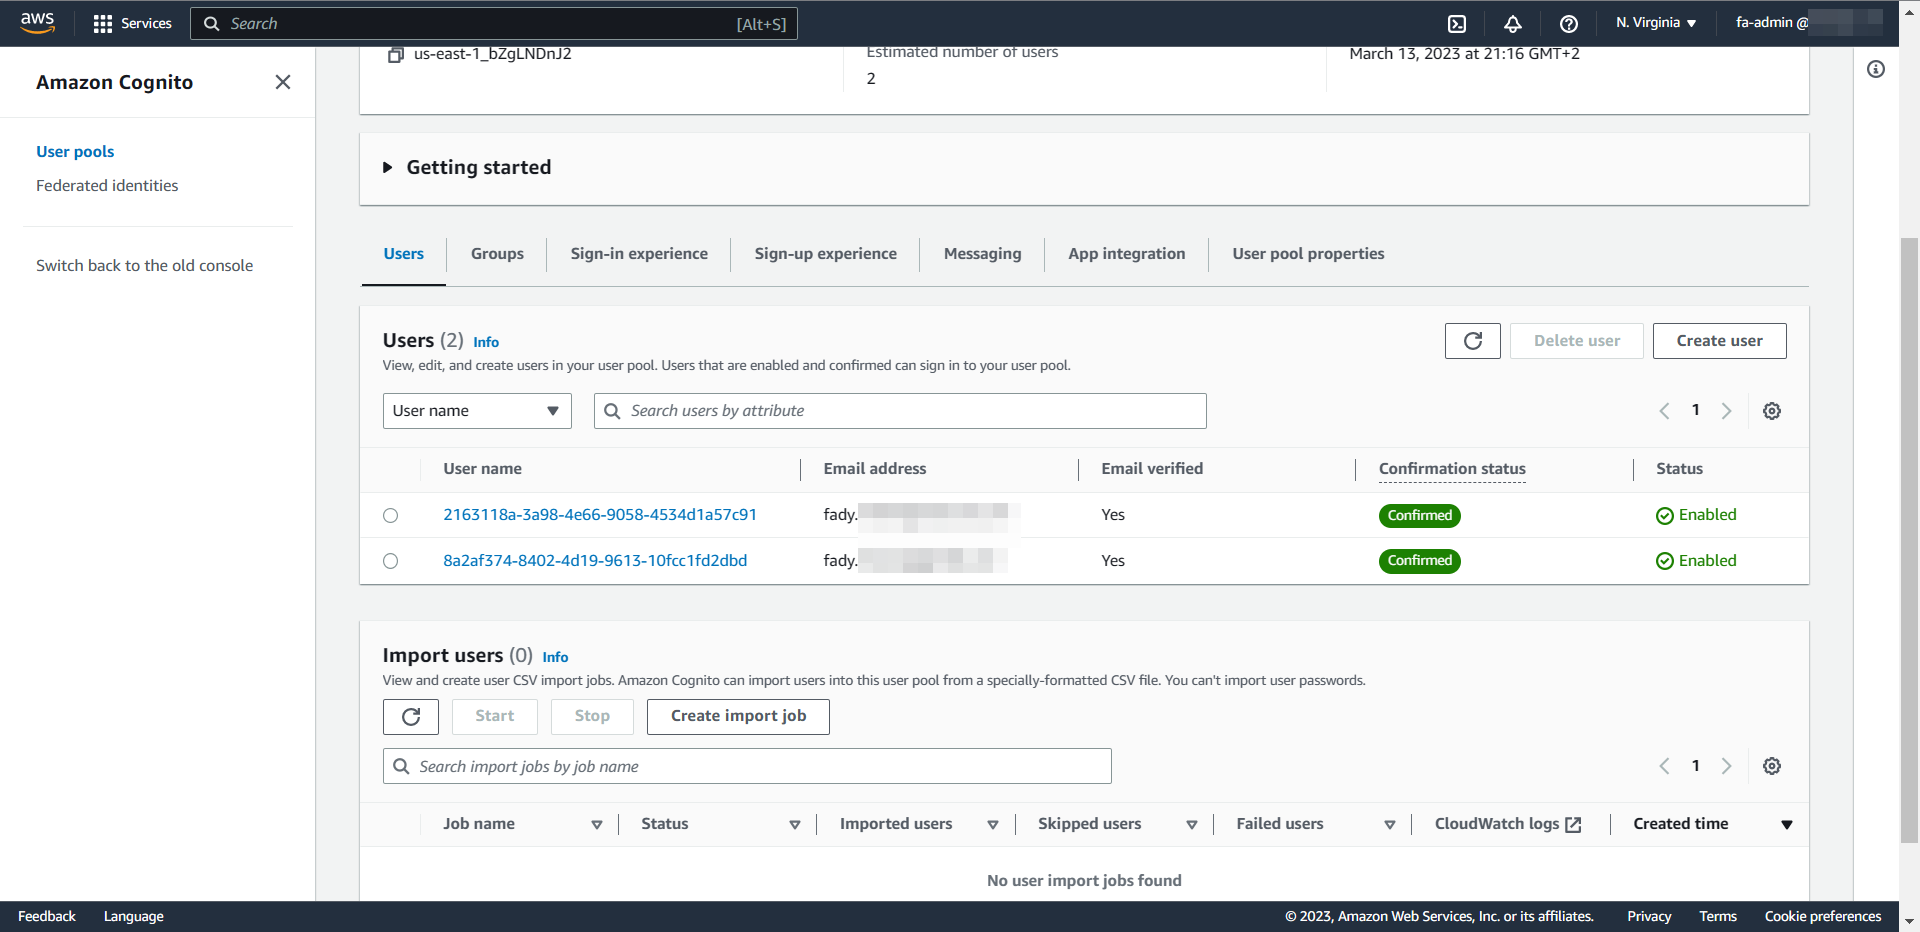 aws
Services
Search
[Alt+S]
N. Virginia
fa-admin @
Amazon Cognito
User pools
Federated identities
Switch back to the old console
us-east-1_bZgLNDnJ2
Estimated number of users
2
March 13, 2023 at 21:16 GMT+2
Getting started
Users
Groups
Sign-in experience
Sign-up experience
Messaging
App integration
User pool properties
Users (2) Info
View, edit, and create users in your user pool. Users that are enabled and confirmed can sign in to your user pool.
Delete user
Create user
User name
Search users by attribute
1
User name
Email address
Email verified
Confirmation status
Status
2163118a-3a98-4e66-9058-4534d1a57c91
fady.
Yes
Confirmed
Enabled
8a2af374-8402-4d19-9613-10fcc1fd2dbd
fady.
Yes
Confirmed
Enabled
Import users (0) Info
View and create user CSV import jobs. Amazon Cognito can import users into this user pool from a specially-formatted CSV file. You can't import user passwords.
Start
Stop
Create import job
Search import jobs by job name
1
Job name
Status
Imported users
Skipped users
Failed users
CloudWatch logs
Created time
No user import jobs found
Feedback
Language
© 2023, Amazon Web Services, Inc. or its affiliates.
Privacy
Terms
Cookie preferences